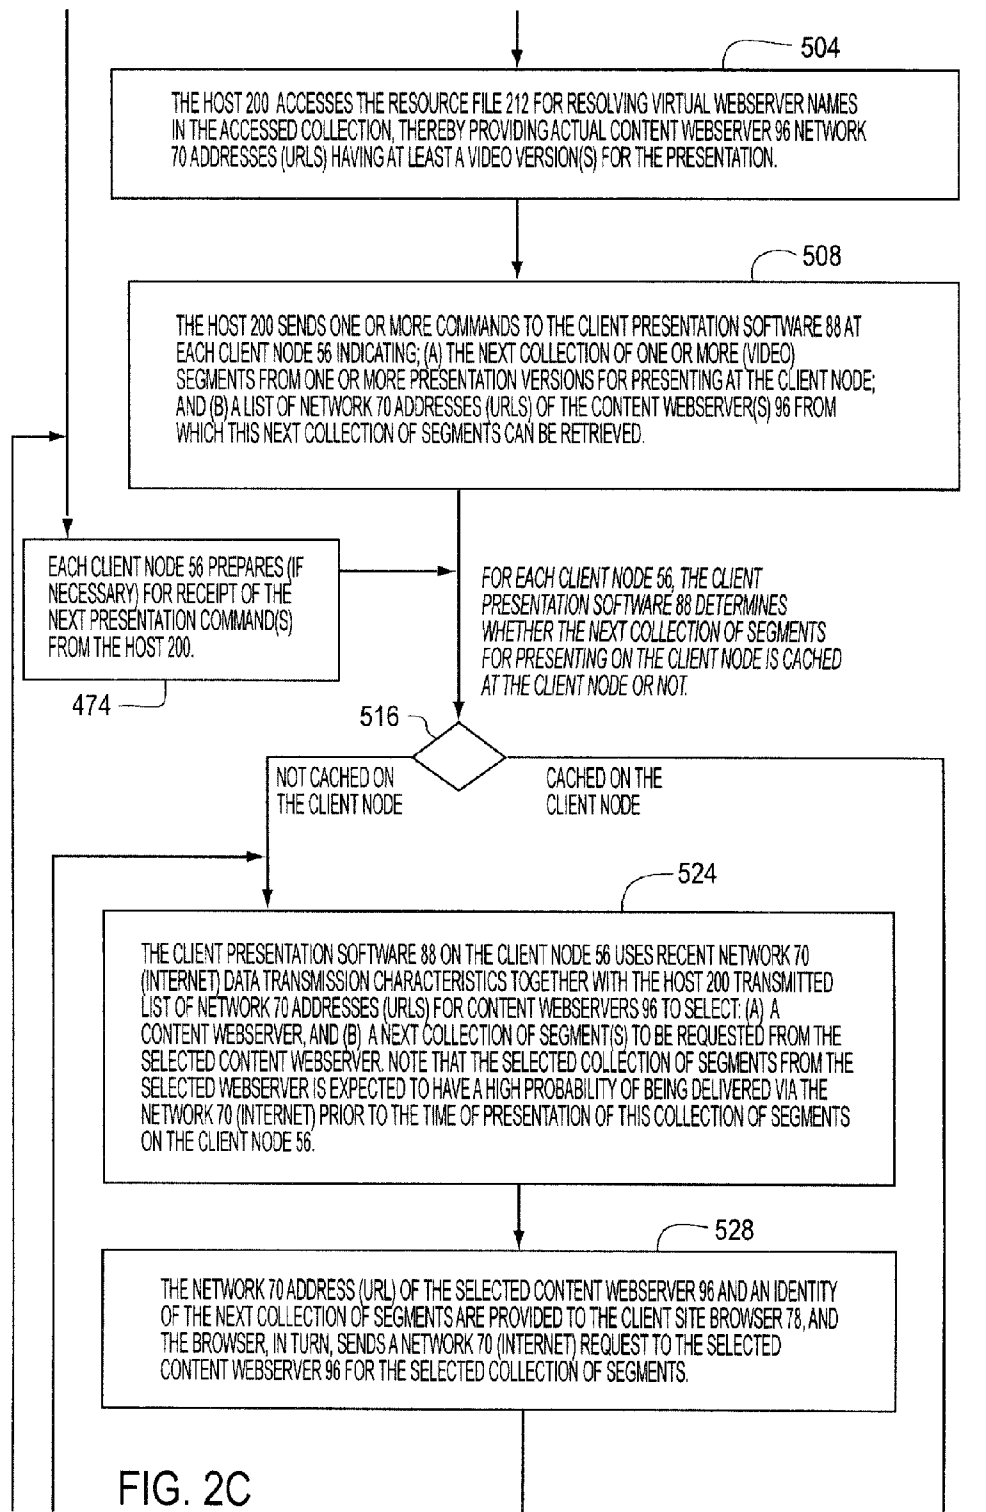 504
THE HOST 200 ACCESSES THE RESOURCE FILE 212 FOR RESOLVING VIRTUAL WEBSERVER NAMES
IN THE ACCESSED COLLECTION, THEREBY PROVIDING ACTUAL CONTENT WEBSERVER 96 NETWORK
70 ADDRESSES (URLS) HAVING AT LEAST A VIDEO VERSION(S) FOR THE PRESENTATION.
508
THE HOST 200 SENDS ONE OR MORE COMMANDS TO THE CLIENT PRESENTATION SOFTWARE 88 AT
EACH CLIENT NODE 56 INDICATING; (A) THE NEXT COLLECTION OF ONE OR MORE (VIDEO)
SEGMENTS FROM ONE OR MORE PRESENTATION VERSIONS FOR PRESENTING AT THE CLIENT NODE;
AND (B) A LIST OF NETWORK 70 ADDRESSES (URLS) OF THE CONTENT WEBSERVER(S) 96 FROM
WHICH THIS NEXT COLLECTION OF SEGMENTS CAN BE RETRIEVED.
EACH CLIENT NODE 56 PREPARES (IF
NECESSARY) FOR RECEIPT OF THE
NEXT PRESENTATION COMMAND(S)
FROM THE HOST 200.
474
FOR EACH CLIENT NODE 56, THE CLIENT
PRESENTATION SOFTWARE 88 DETERMINES
WHETHER THE NEXT COLLECTION OF SEGMENTS
FOR PRESENTING ON THE CLIENT NODE IS CACHED
AT THE CLIENT NODE OR NOT.
516
NOT CACHED ON
THE CLIENT NODE
CACHED ON THE
CLIENT NODE
524
THE CLIENT PRESENTATION SOFTWARE 88 ON THE CLIENT NODE 56 USES RECENT NETWORK 70
(INTERNET) DATA TRANSMISSION CHARACTERISTICS TOGETHER WITH THE HOST 200 TRANSMITTED
LIST OF NETWORK 70 ADDRESSES (URLS) FOR CONTENT WEBSERVERS 96 TO SELECT: (A) A
CONTENT WEBSERVER, AND (B) A NEXT COLLECTION OF SEGMENT(S) TO BE REQUESTED FROM THE
SELECTED CONTENT WEBSERVER. NOTE THAT THE SELECTED COLLECTION OF SEGMENTS FROM THE
SELECTED WEBSERVER IS EXPECTED TO HAVE A HIGH PROBABILITY OF BEING DELIVERED VIA THE
NETWORK 70 (INTERNET) PRIOR TO THE TIME OF PRESENTATION OF THIS COLLECTION OF SEGMENTS
ON THE CLIENT NODE 56.
528
THE NETWORK 70 ADDRESS (URL) OF THE SELECTED CONTENT WEBSERVER 96 AND AN IDENTITY
OF THE NEXT COLLECTION OF SEGMENTS ARE PROVIDED TO THE CLIENT SITE BROWSER 78, AND
THE BROWSER, IN TURN, SENDS A NETWORK 70 (INTERNET) REQUEST TO THE SELECTED
CONTENT WEBSERVER 96 FOR THE SELECTED COLLECTION OF SEGMENTS.
FIG. 2C